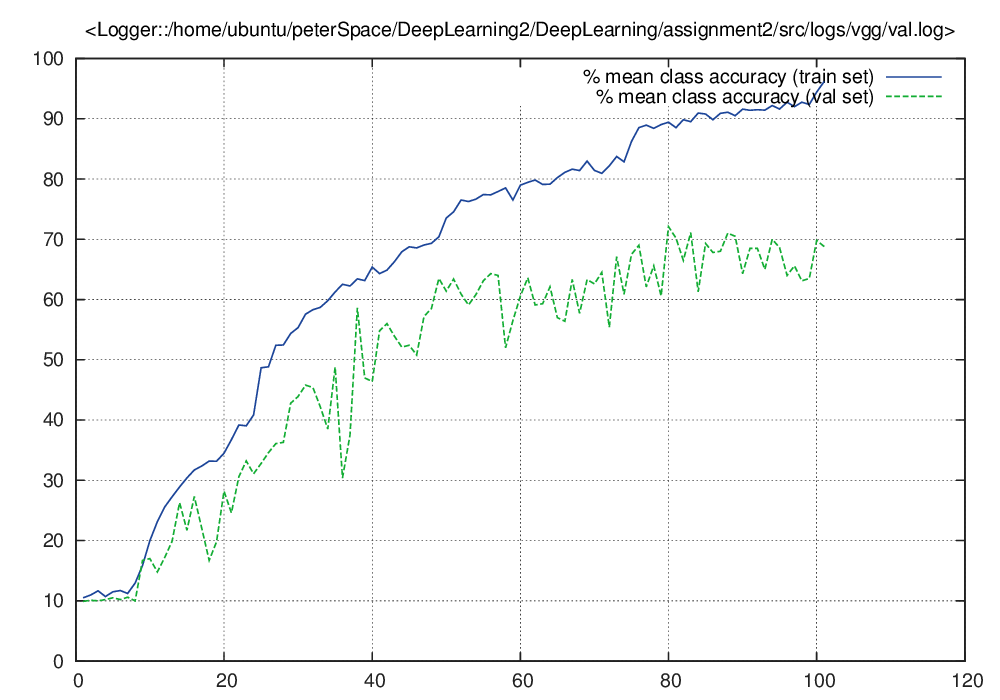 <Logger::/home/ubuntu/peterSpace/DeepLearning2/DeepLearning/assignment2/src/logs/vgg/val.log>
% mean class accuracy (train set)
% mean class accuracy (val set)
100
90
80
70
60
50
40
30
20
10
0
0 20 40 60 80 100 120